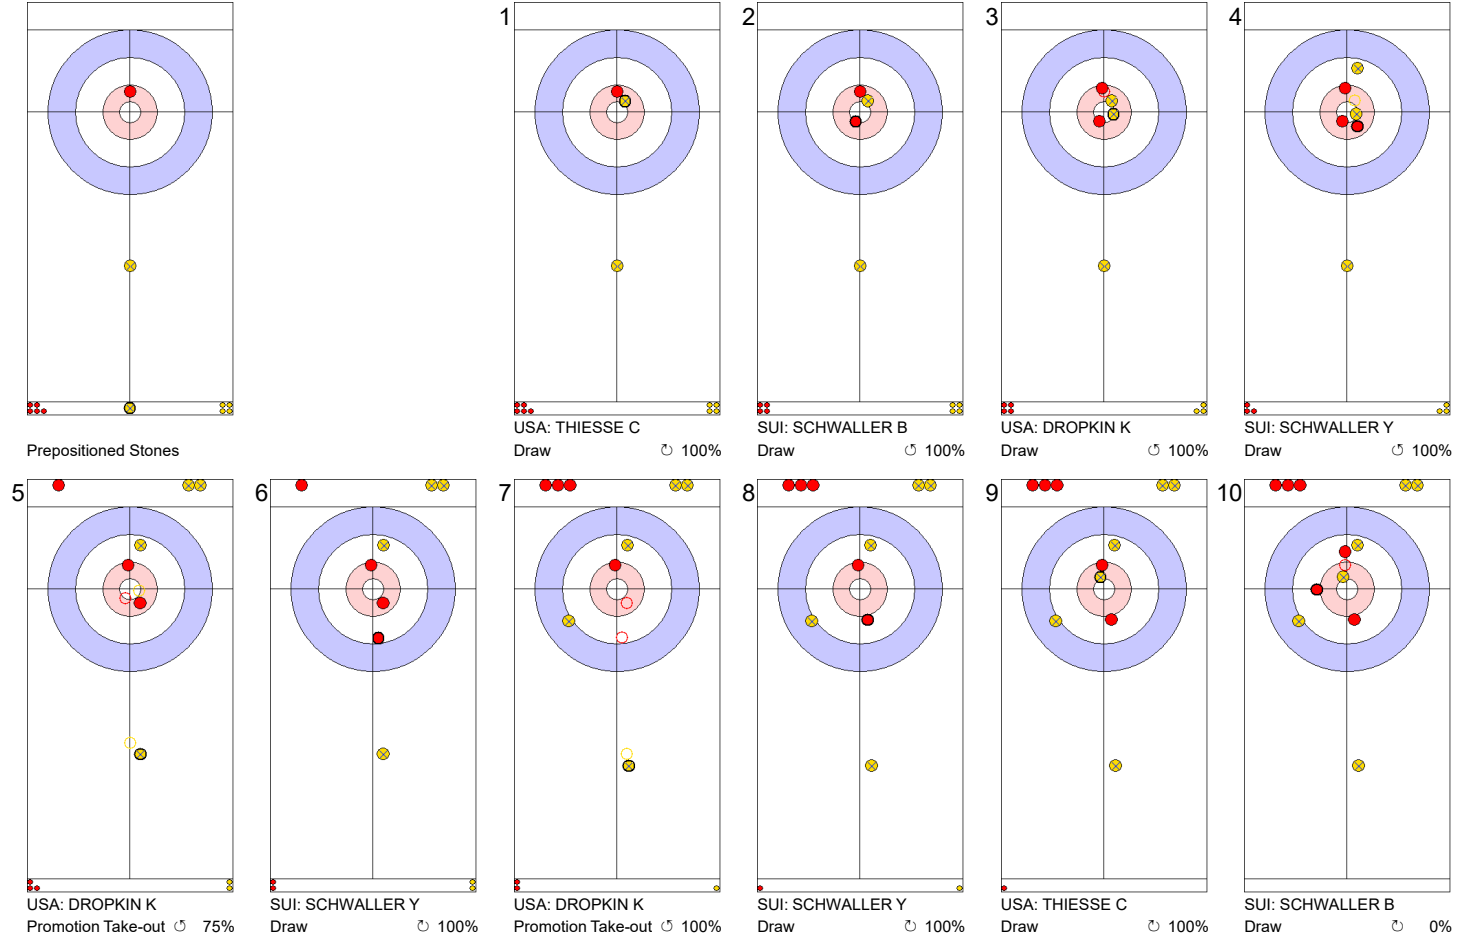 1 2 3 4
Prepositioned Stones
USA: THIESSE C
Draw ↻ 100%
SUI: SCHWALLER B
Draw ↺ 100%
USA: DROPKIN K
Draw ↺ 100%
SUI: SCHWALLER Y
Draw ↺ 100%
5 6 7 8 9 10
USA: DROPKIN K
Promotion Take-out ↺ 75%
SUI: SCHWALLER Y
Draw ↻ 100%
USA: DROPKIN K
Promotion Take-out ↺ 100%
SUI: SCHWALLER Y
Draw ↻ 100%
USA: THIESSE C
Draw ↻ 100%
SUI: SCHWALLER B
Draw ↻ 0%